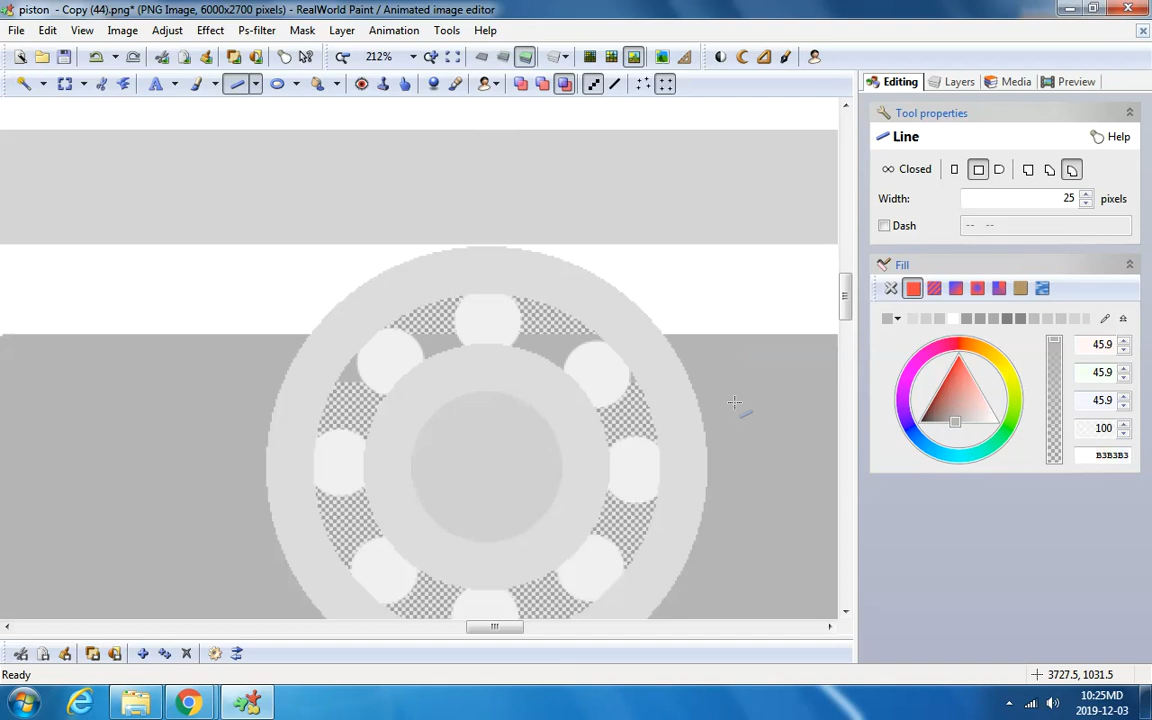 piston - Copy (44).png* (PNG Image, 6000x2700 pixels) - RealWorld Paint / Animated image editor
File Edit View Image Adjust Effect Ps-filter Mask Layer Animation Tools Help
212%
Editing Layers Media Preview
Tool properties
Line Help
Closed
Width: 25 pixels
Dash -- --
Fill
45.9
45.9
45.9
100
B3B3B3
Ready 3727.5, 1031.5
10:25MD
2019-12-03